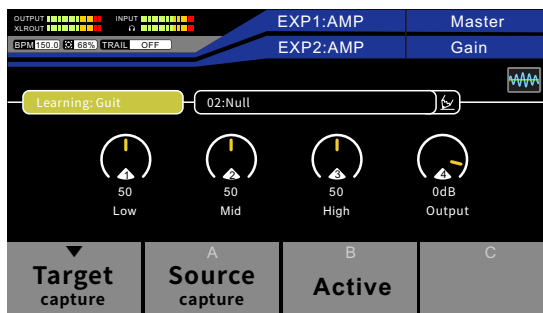 OUTPUT INPUT
XLROUT
EXP1:AMP Master
BPM 150.0 68% TRAIL OFF
EXP2:AMP Gain
Learning: Guit 02:Null
1 2 3 4
50 50 50 0dB
Low Mid High Output
A B C
Target Source Active
capture capture